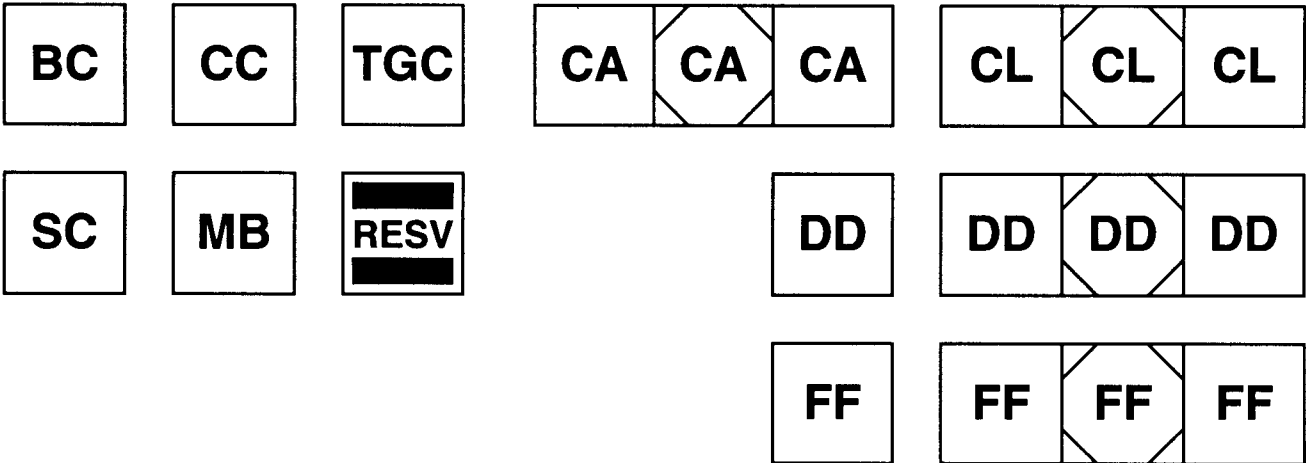 BC CC TGC CA CA CA CL CL CL
SC MB RESV DD DD DD DD
FF FF FF FF